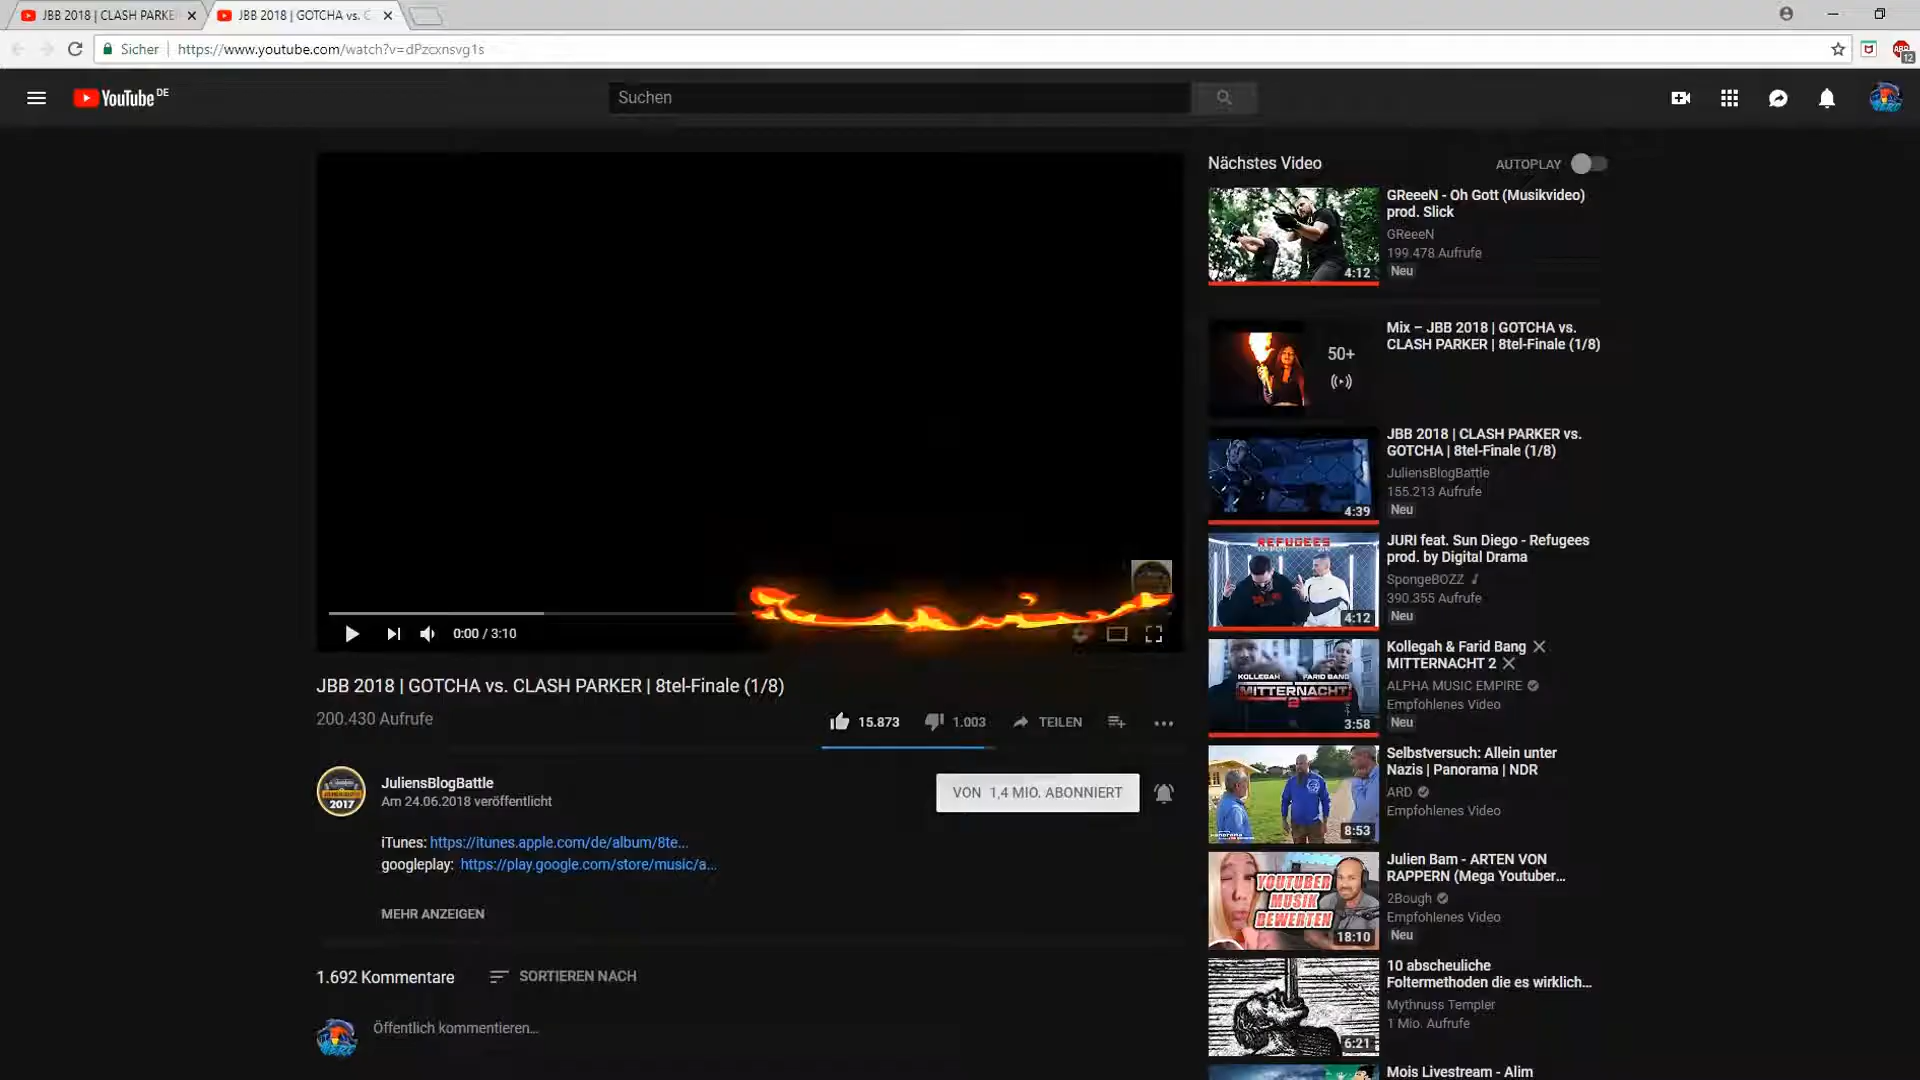 JBB 2018 | CLASH PARKE
JBB 2018 | GOTCHA vs. C
Sicher
https://www.youtube.com/watch?v=dPzcxnsvg1s
ABP
12
YouTube DE
Suchen
0:00 / 3:10
JBB 2018 | GOTCHA vs. CLASH PARKER | 8tel-Finale (1/8)
200.430 Aufrufe
15.873
1.003
TEILEN
2017
JuliensBlogBattle
Am 24.06.2018 veröffentlicht
VON 1,4 MIO. ABONNIERT
iTunes: https://itunes.apple.com/de/album/8te...
googleplay: https://play.google.com/store/music/a...
MEHR ANZEIGEN
1.692 Kommentare
SORTIEREN NACH
Öffentlich kommentieren...
Nächstes Video
AUTOPLAY
4:12
GReeeN - Oh Gott (Musikvideo)
prod. Slick
GReeeN
199.478 Aufrufe
Neu
50+
Mix – JBB 2018 | GOTCHA vs.
CLASH PARKER | 8tel-Finale (1/8)
4:39
JBB 2018 | CLASH PARKER vs.
GOTCHA | 8tel-Finale (1/8)
JuliensBlogBattle
155.213 Aufrufe
Neu
REFUGEES
4:12
JURI feat. Sun Diego - Refugees
prod. by Digital Drama
SpongeBOZZ
390.355 Aufrufe
Neu
KOLLEGAH FARID BANG
MITTERNACHT
2
3:58
Kollegah & Farid Bang
MITTERNACHT 2
ALPHA MUSIC EMPIRE
Empfohlenes Video
Neu
8:53
Selbstversuch: Allein unter
Nazis | Panorama | NDR
ARD
Empfohlenes Video
YOUTUBER
MUSIK
BEWERTEN
18:10
Julien Bam - ARTEN VON
RAPPERN (Mega Youtuber...
2Bough
Empfohlenes Video
Neu
6:21
10 abscheuliche
Foltermethoden die es wirklich...
Mythnuss Templer
1 Mio. Aufrufe
Mois Livestream - Alim